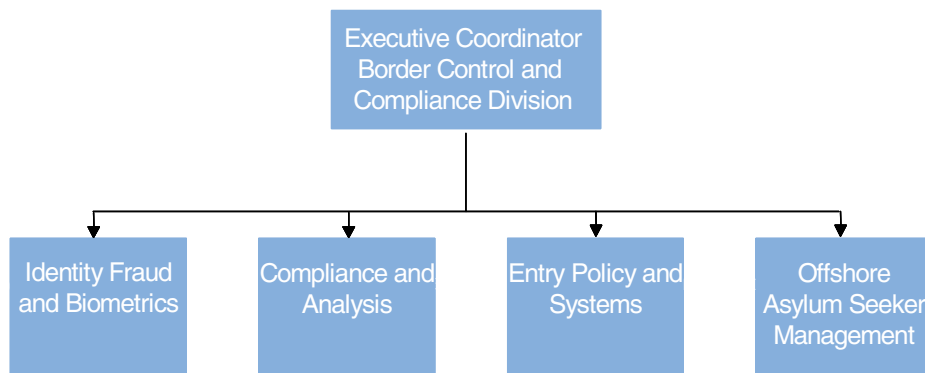 Executive Coordinator
Border Control and
Compliance Division
Identity Fraud
and Biometrics
Compliance and
Analysis
Entry Policy and
Systems
Offshore
Asylum Seeker
Management